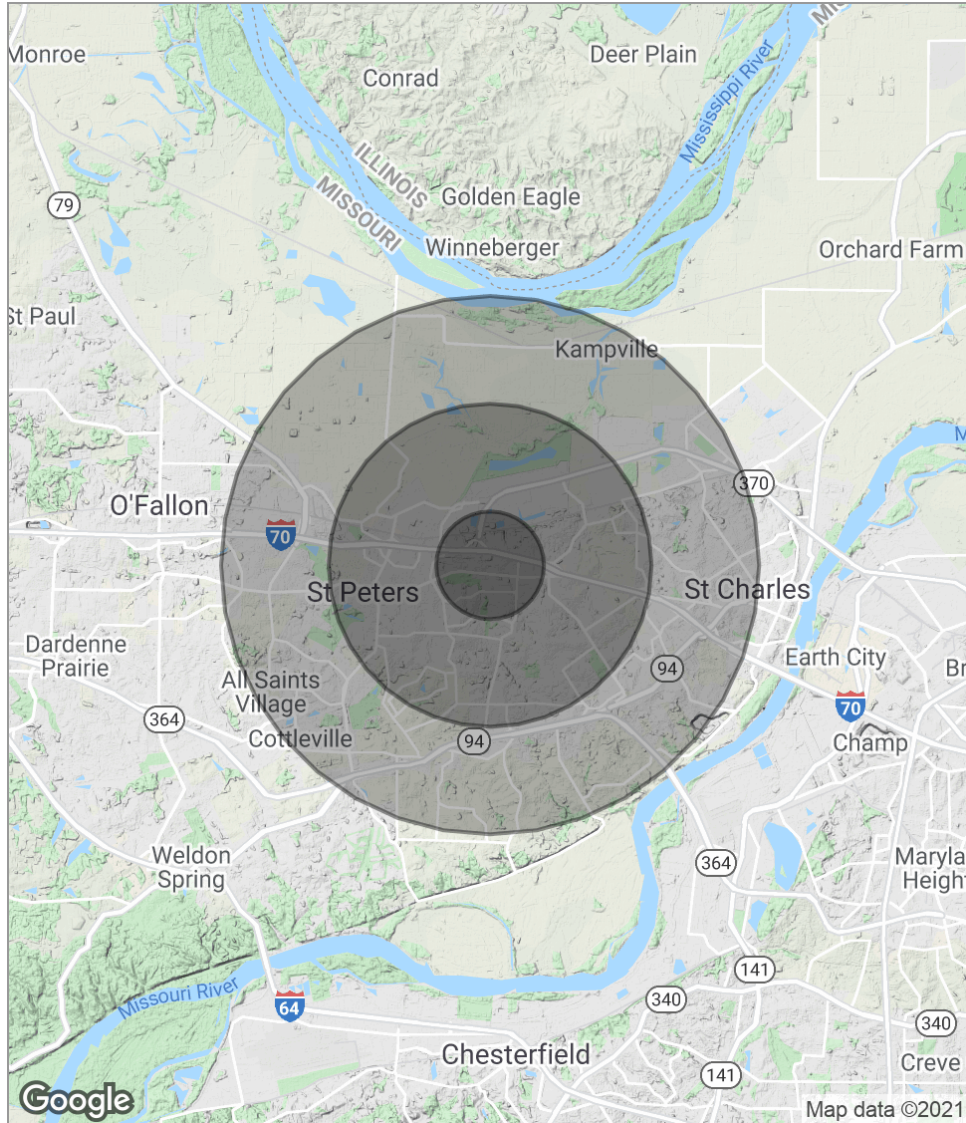 Monroe
Deer Plain
Conrad
Mississippi River
ILLINOIS
MISSOURI
Golden Eagle
79
Winneberger
Orchard Farm
St Paul
Kampville
370
O'Fallon
70
St Peters
St Charles
Dardenne
Prairie
Earth City
94
All Saints
Village
70
364
Cottleville
94
Champ
Weldon
Spring
364
141
Missouri River
340
64
340
Chesterfield
Creve
141
Google
Map data ©2021